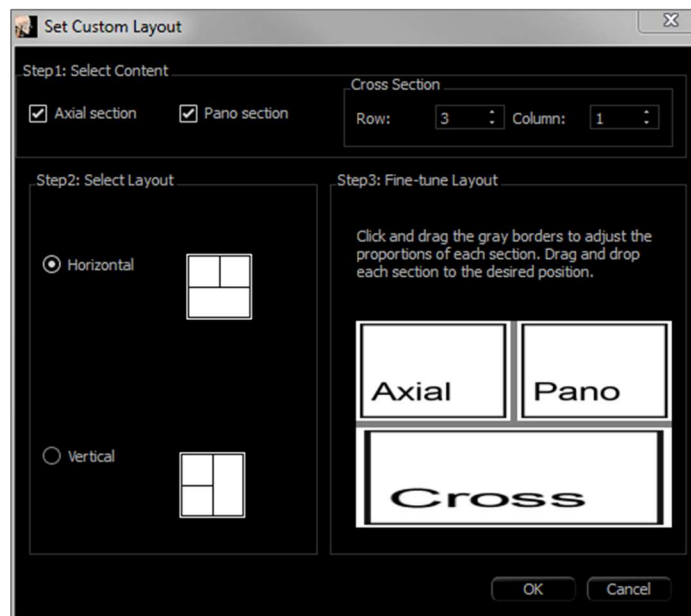 Set Custom Layout
Step1: Select Content
Axial section
Pano section
Cross Section
Row: 3 Column: 1
Step2: Select Layout
Horizontal
Vertical
Step3: Fine-tune Layout
Click and drag the gray borders to adjust the
proportions of each section. Drag and drop
each section to the desired position.
Axial
Pano
Cross
OK
Cancel